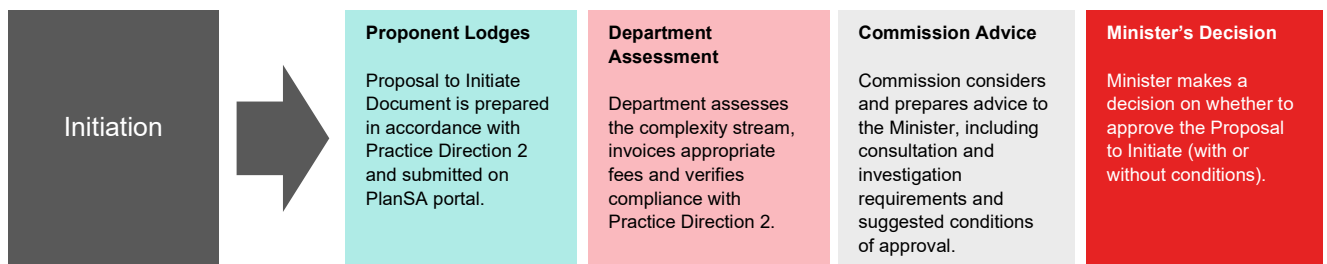 Initiation
Proponent Lodges
Proposal to Initiate
Document is prepared
in accordance with
Practice Direction 2
and submitted on
PlanSA portal.
Department
Assessment
Department assesses
the complexity stream,
invoices appropriate
fees and verifies
compliance with
Practice Direction 2.
Commission Advice
Commission considers
and prepares advice to
the Minister, including
consultation and
investigation
requirements and
suggested conditions
of approval.
Minister’s Decision
Minister makes a
decision on whether to
approve the Proposal
to Initiate (with or
without conditions).